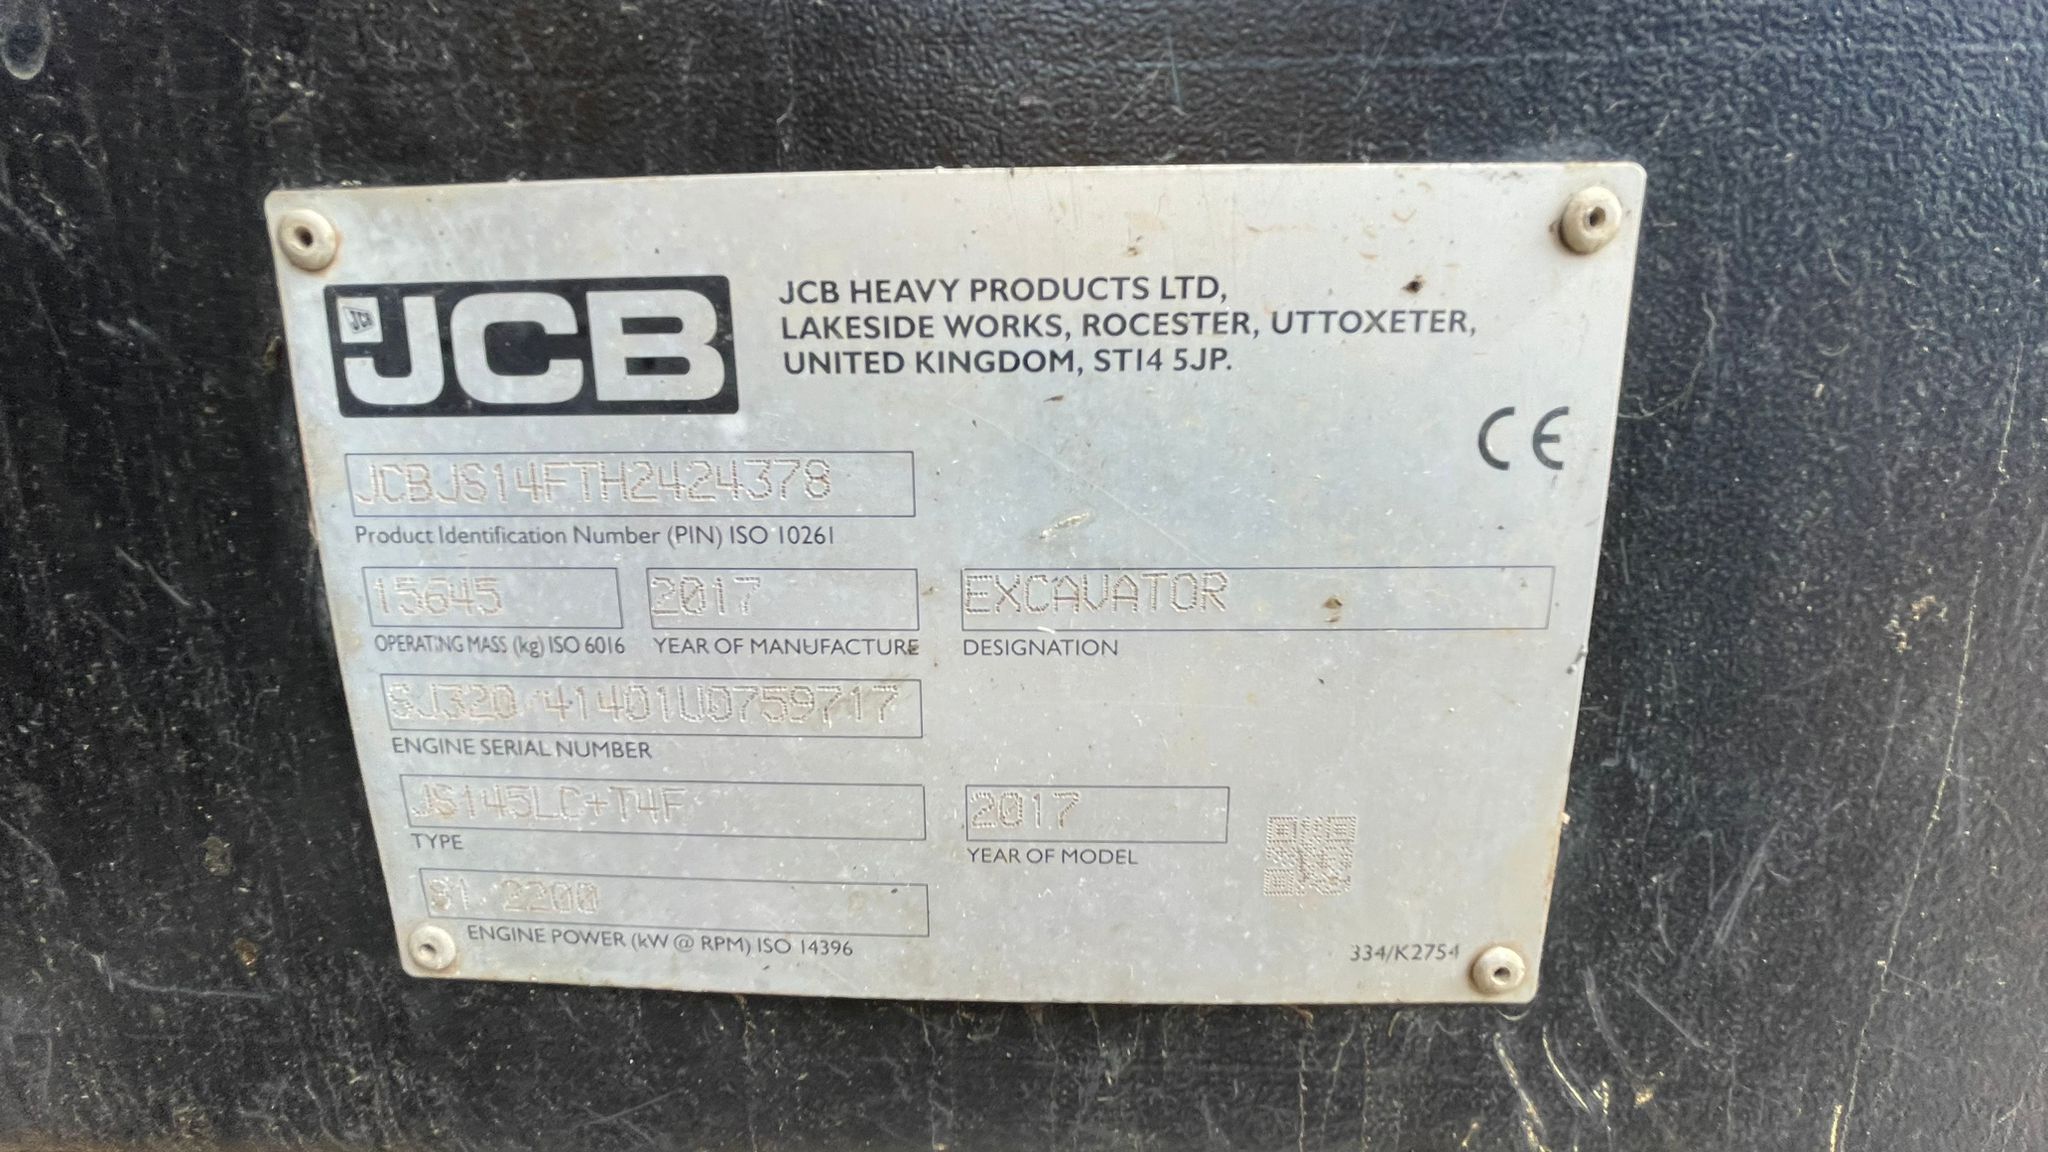 JCB
JCB HEAVY PRODUCTS LTD,
LAKESIDE WORKS, ROCESTER, UTTOXETER,
UNITED KINGDOM, ST14 5JP.
CE
JCBJS14FTH2424378
Product Identification Number (PIN) ISO 10261
15645
OPERATING MASS (kg) ISO 6016
2017
YEAR OF MANUFACTURE
EXCAVATOR
DESIGNATION
SJ320/41401U0759717
ENGINE SERIAL NUMBER
JS145LC+T4F
TYPE
2017
YEAR OF MODEL
2200
ENGINE POWER (kW @ RPM) ISO 14396
334/K2754